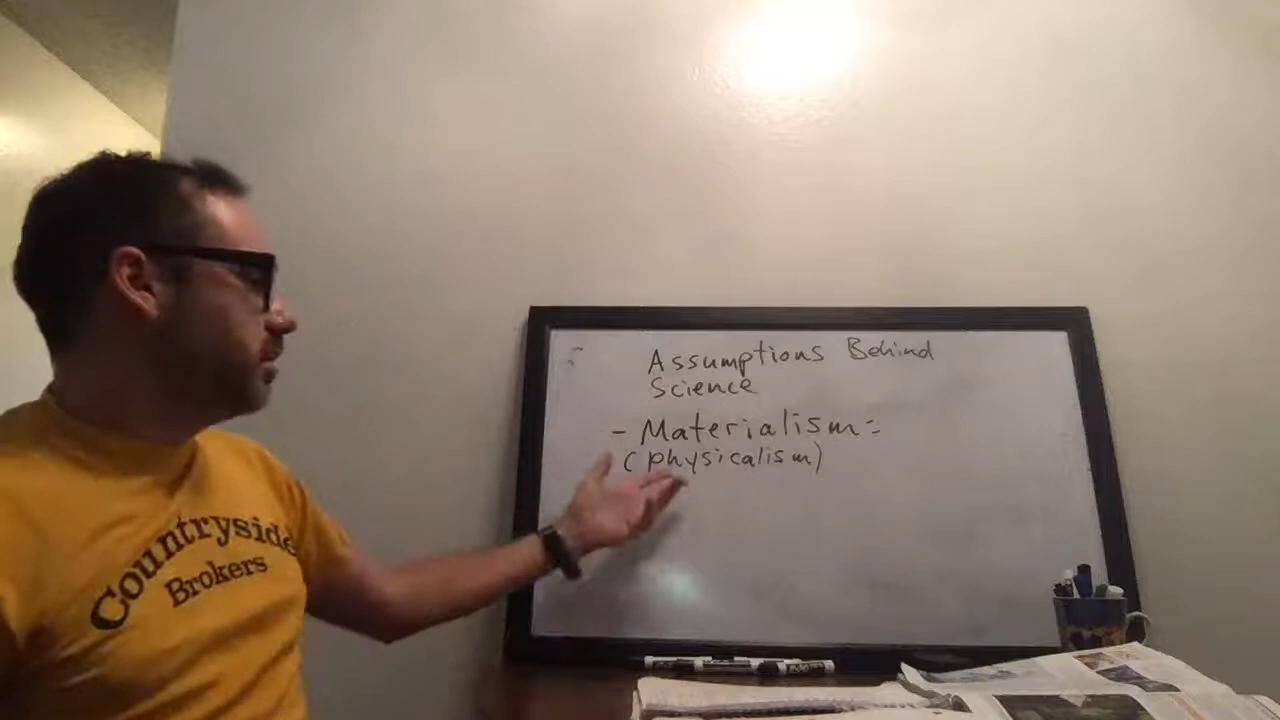 Assumptions Behind
Science
- Materialism =
(physicalism)
Countryside
Brokers